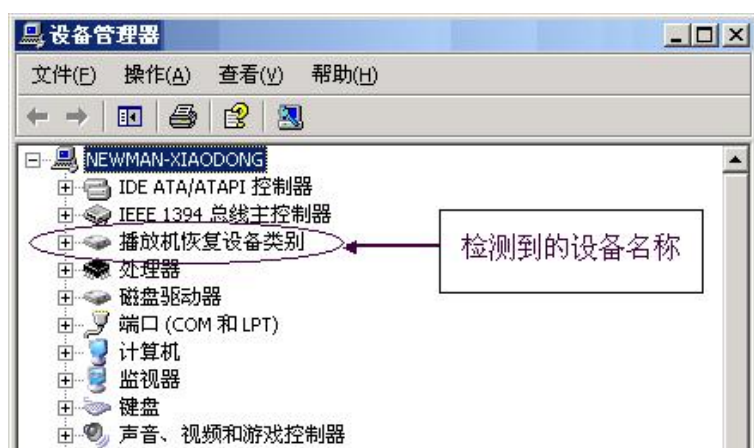 设备管理器
文件(F) 操作(A) 查看(V) 帮助(H)
NEWMAN-XIAODONG
IDE ATA/ATAPI 控制器
IEEE 1394 总线主控制器
播放机恢复设备类别
检测到的设备名称
处理器
磁盘驱动器
端口 (COM 和 LPT)
计算机
监视器
键盘
声音、视频和游戏控制器